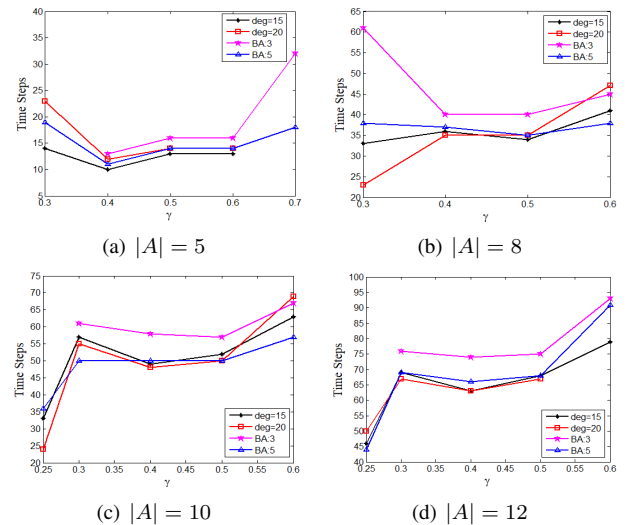 40
35
30
25
20
15
10
5
Time Steps
0.3
0.4
0.5
0.6
0.7
γ
deg=15
deg=20
BA:3
BA:5
(a) |A| = 5
65
60
55
50
45
40
35
30
25
20
Time Steps
0.3
0.4
0.5
0.6
γ
deg=15
deg=20
BA:3
BA:5
(b) |A| = 8
75
70
65
60
55
50
45
40
35
30
25
20
Time Steps
0.25
0.3
0.35
0.4
0.45
0.5
0.55
0.6
γ
deg=15
deg=20
BA:3
BA:5
(c) |A| = 10
120
110
100
90
80
70
60
50
40
Time Steps
0.25
0.3
0.35
0.4
0.45
0.5
0.55
0.6
γ
deg=15
deg=20
BA:3
BA:5
(d) |A| = 12